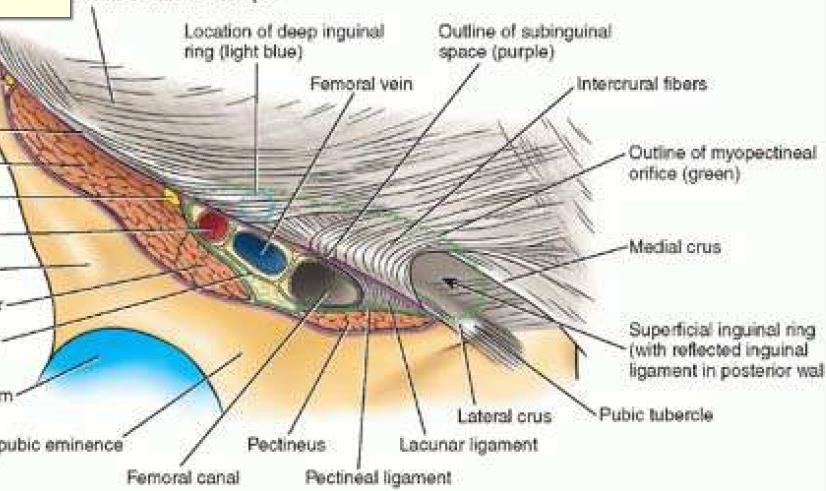 Location of deep inguinal
ring (light blue)
Outline of subinguinal
space (purple)
Femoral vein
Intercrural fibers
Outline of myopectineal
orifice (green)
Medial crus
Superficial inguinal ring
(with reflected inguinal
ligament in posterior wal
Pubic tubercle
Lateral crus
Lacunar ligament
Pectineus
Pectineal ligament
Femoral canal
pubic eminence
m